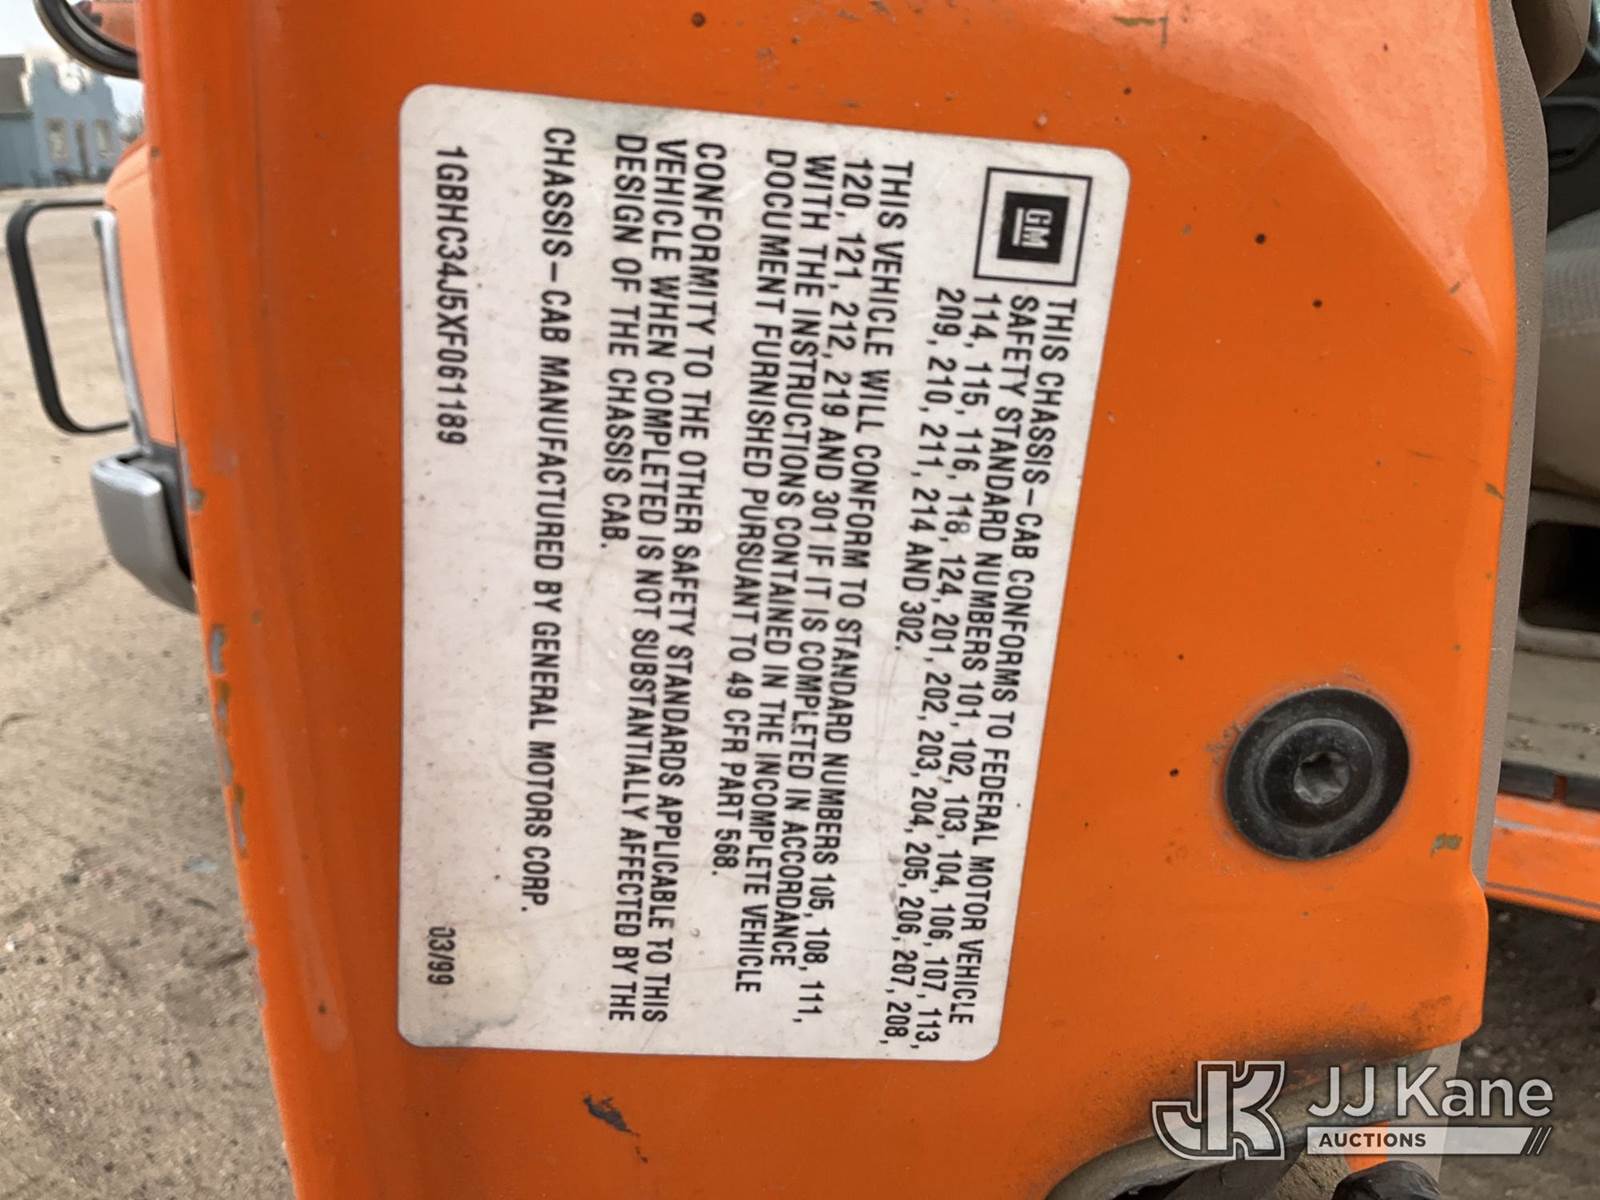 GM
THIS CHASSIS-CAB CONFORMS TO FEDERAL MOTOR VEHICLE
SAFETY STANDARD NUMBERS 101, 102, 103, 104, 106, 107, 113,
114, 115, 116, 118, 124, 201, 202, 203, 204, 205, 206, 207, 208,
209, 210, 211, 214 AND 302.
THIS VEHICLE WILL CONFORM TO STANDARD NUMBERS 105, 108, 111,
120, 121, 212, 219 AND 301 IF IT IS COMPLETED IN ACCORDANCE
WITH THE INSTRUCTIONS CONTAINED IN THE INCOMPLETE VEHICLE
DOCUMENT FURNISHED PURSUANT TO 49 CFR PART 568.
CONFORMITY TO THE OTHER SAFETY STANDARDS APPLICABLE TO THIS
VEHICLE WHEN COMPLETED IS NOT SUBSTANTIALLY AFFECTED BY THE
DESIGN OF THE CHASSIS CAB.
CHASSIS-CAB MANUFACTURED BY GENERAL MOTORS CORP.
1GBHC34J5XF061189 03/99
JK JJ Kane
AUCTIONS